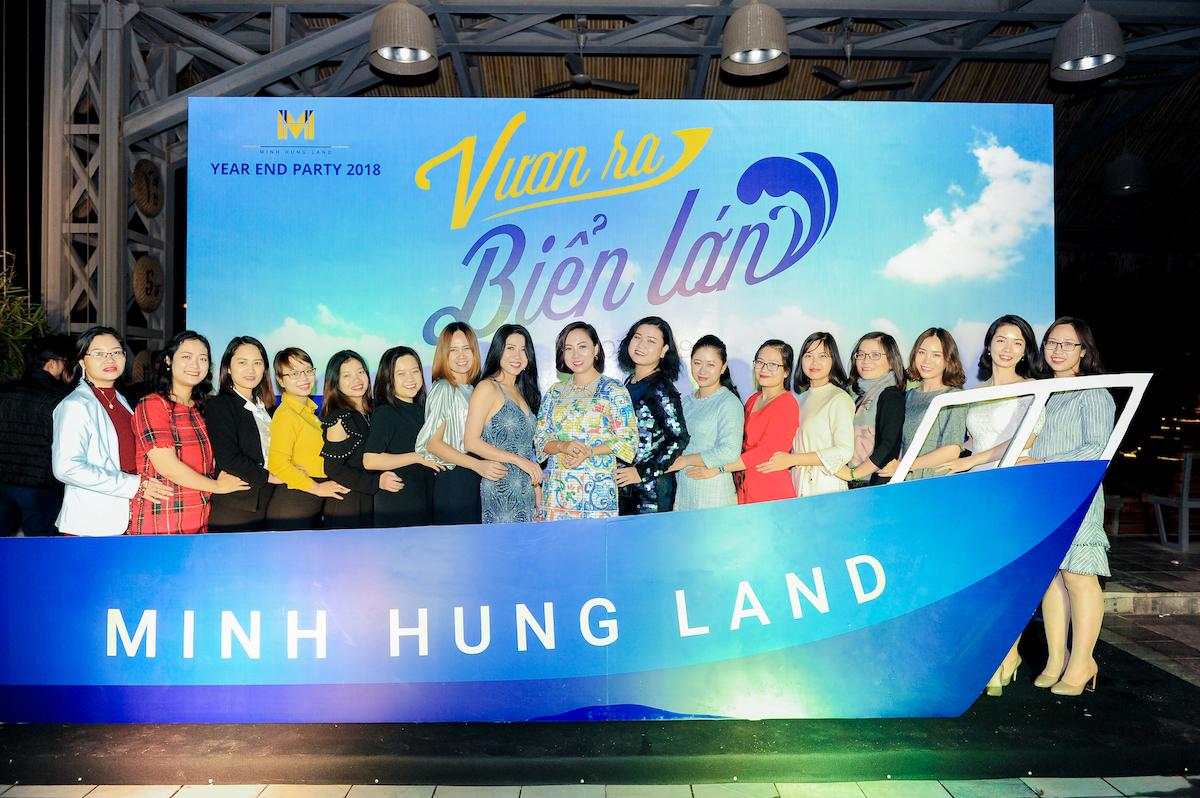 MINH HUNG LAND
YEAR END PARTY 2018
Vươn ra
Biển lớn
MINH HUNG LAND